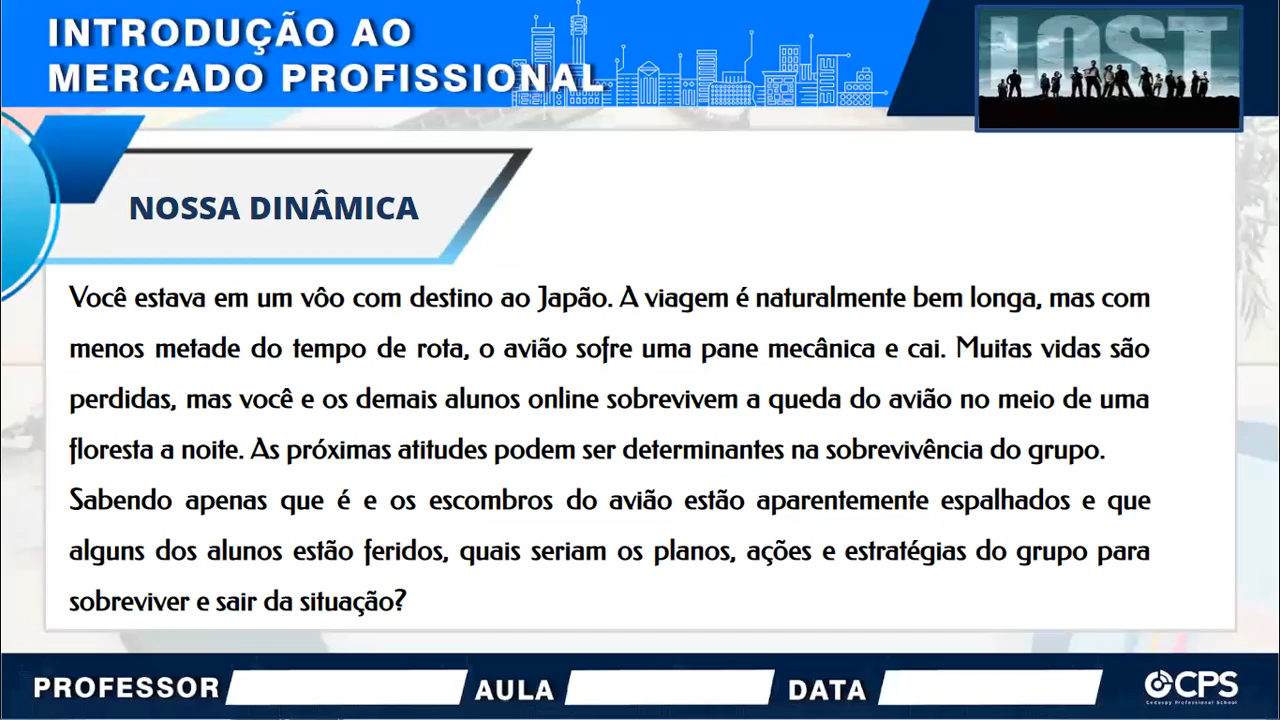 INTRODUÇÃO AO
MERCADO PROFISSIONAL
LOST
NOSSA DINÂMICA
Você estava em um vôo com destino ao Japão. A viagem é naturalmente bem longa, mas com
menos metade do tempo de rota, o avião sofre uma pane mecânica e cai. Muitas vidas são
perdidas, mas você e os demais alunos online sobrevivem a queda do avião no meio de uma
floresta a noite. As próximas atitudes podem ser determinantes na sobrevivência do grupo.
Sabendo apenas que é e os escombros do avião estão aparentemente espalhados e que
alguns dos alunos estão feridos, quais seriam os planos, ações e estratégias do grupo para
sobreviver e sair da situação?
PROFESSOR AULA DATA CPS
Cedaspy Professional School